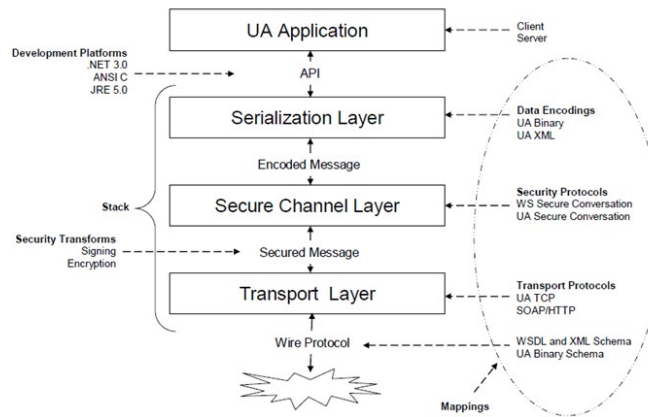 UA Application
Client
Server
Development Platforms
.NET 3.0
ANSI C
JRE 5.0
API
Serialization Layer
Data Encodings
UA Binary
UA XML
Encoded Message
Stack
Secure Channel Layer
Security Protocols
WS Secure Conversation
UA Secure Conversation
Security Transforms
Signing
Encryption
Secured Message
Transport Layer
Transport Protocols
UA TCP
SOAP/HTTP
Wire Protocol
WSDL and XML Schema
UA Binary Schema
Mappings